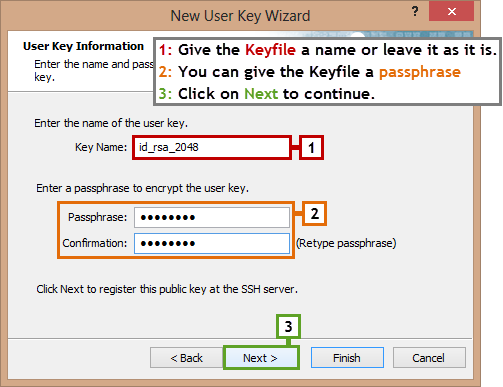 New User Key Wizard
?
User Key Information
Enter the name and pass
key.
1: Give the Keyfile a name or leave it as it is.
2: You can give the Keyfile a passphrase
3: Click on Next to continue.
Enter the name of the user key.
Key Name: id_rsa_2048
1
Enter a passphrase to encrypt the user key.
Passphrase: ●●●●●●●●
2
Confirmation: ●●●●●●●● (Retype passphrase)
Click Next to register this public key at the SSH server.
3
< Back Next > Finish Cancel